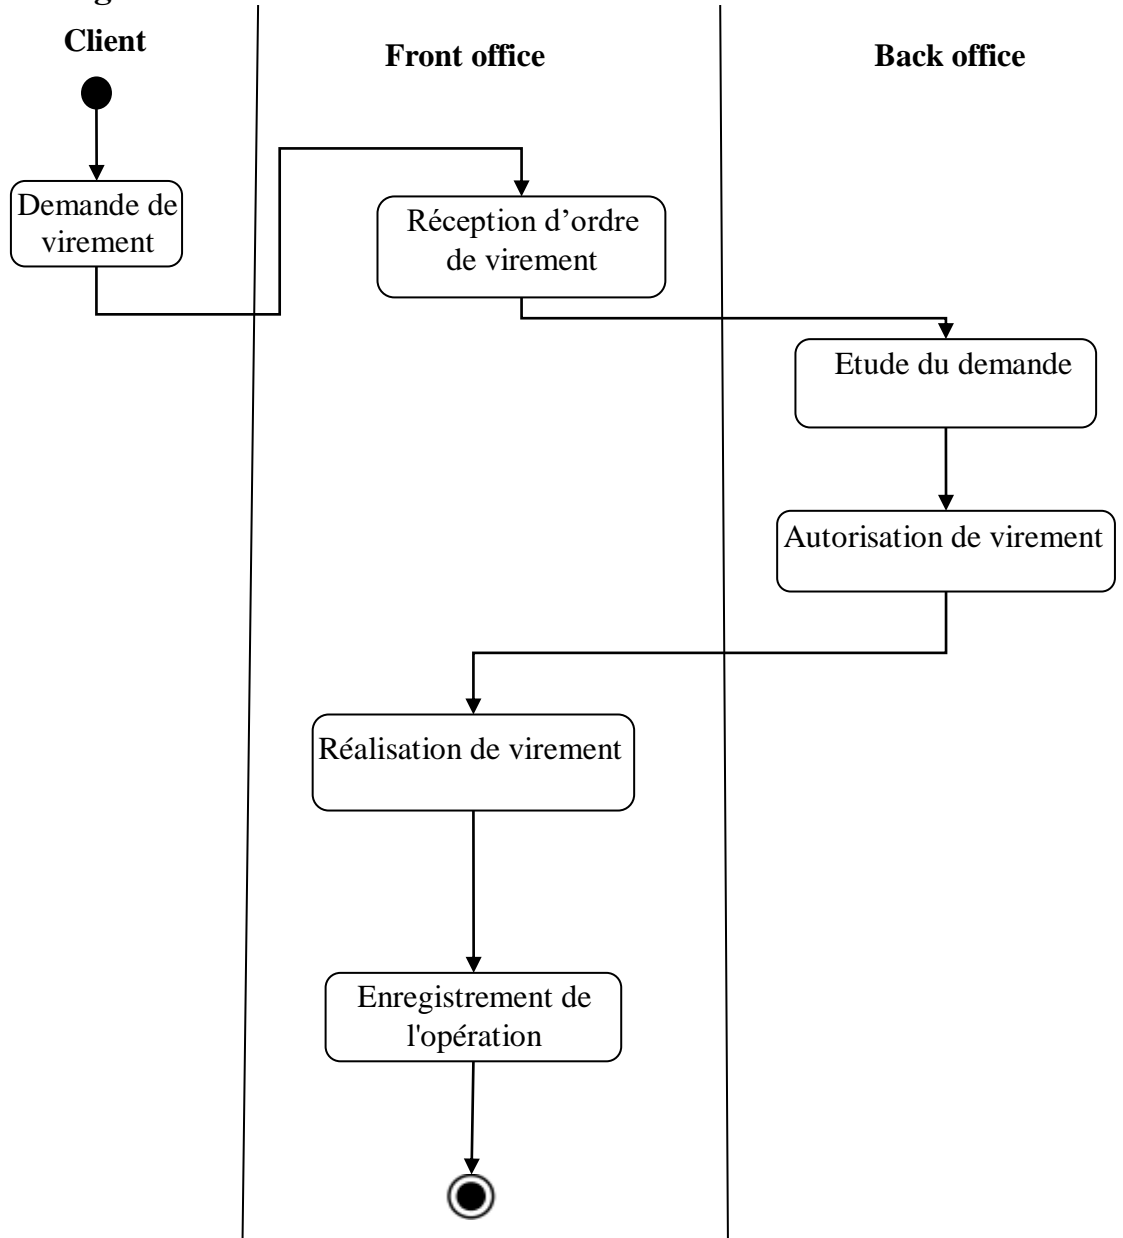 Client
Front office
Back office
Demande de
virement
Réception d’ordre
de virement
Etude du demande
Autorisation de virement
Réalisation de virement
Enregistrement de
l'opération